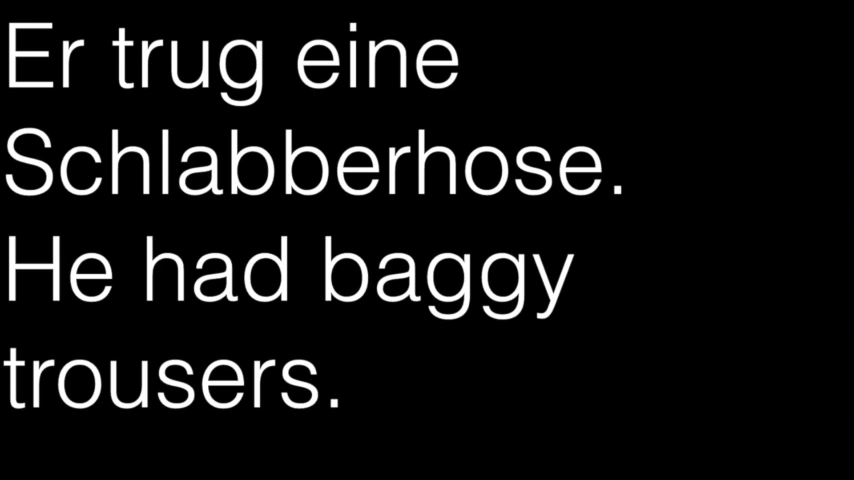 Er trug eine
Schlabberhose.
He had baggy
trousers.